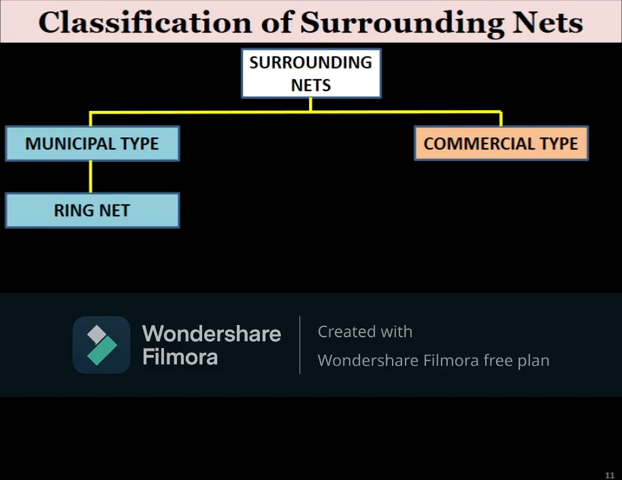 Classification of Surrounding Nets
SURROUNDING
NETS
MUNICIPAL TYPE
COMMERCIAL TYPE
RING NET
Wondershare
Filmora
Created with
Wondershare Filmora free plan
11